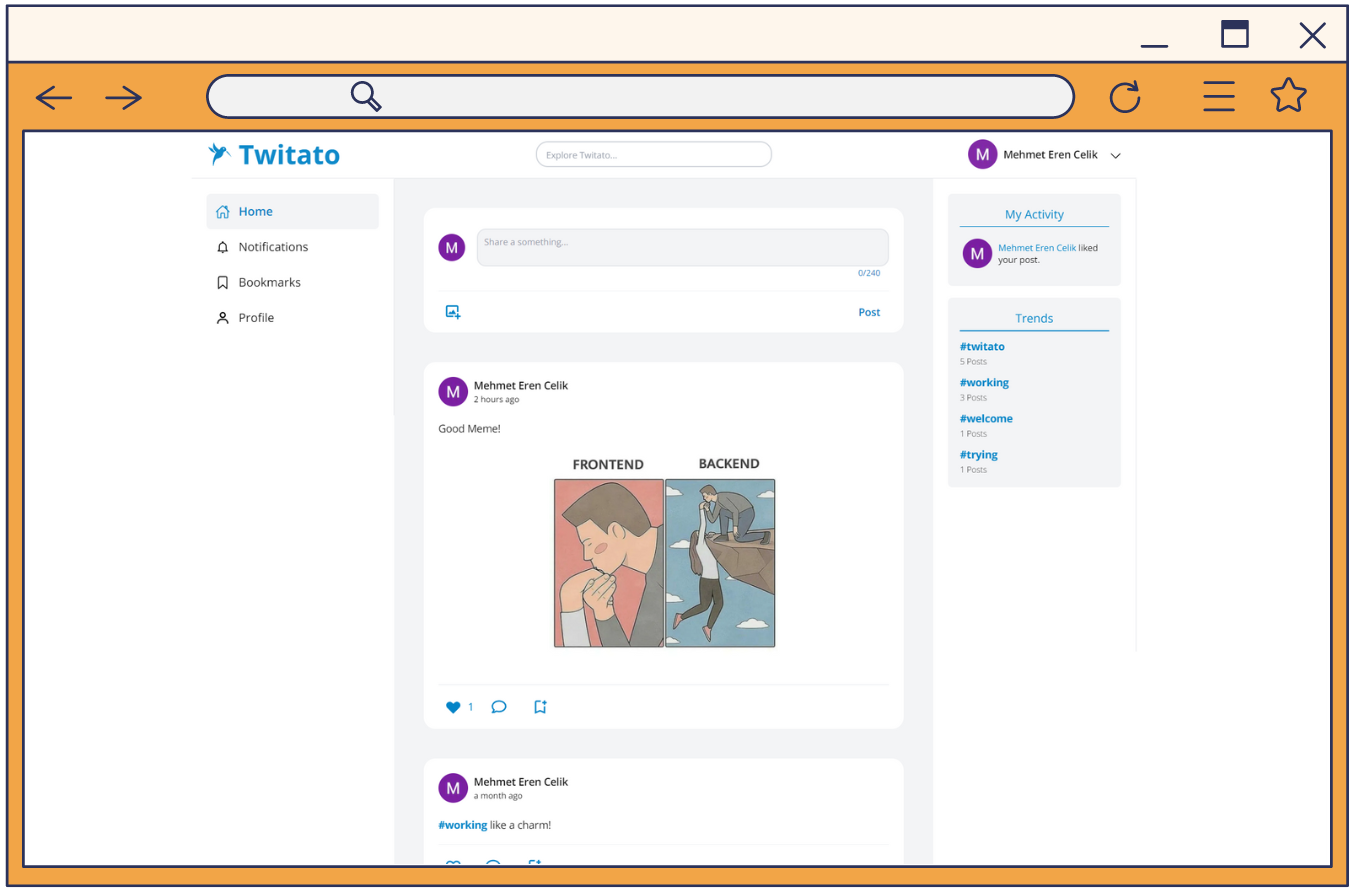 Twitato
Explore Twitato...
M
Mehmet Eren Celik
Home
Notifications
Bookmarks
Profile
M
Share a something...
0/240
Post
M
Mehmet Eren Celik
2 hours ago
Good Meme!
FRONTEND BACKEND
1
M
Mehmet Eren Celik
a month ago
#working like a charm!
My Activity
M
Mehmet Eren Celik liked
your post.
Trends
#twitato
5 Posts
#working
3 Posts
#welcome
1 Posts
#trying
1 Posts